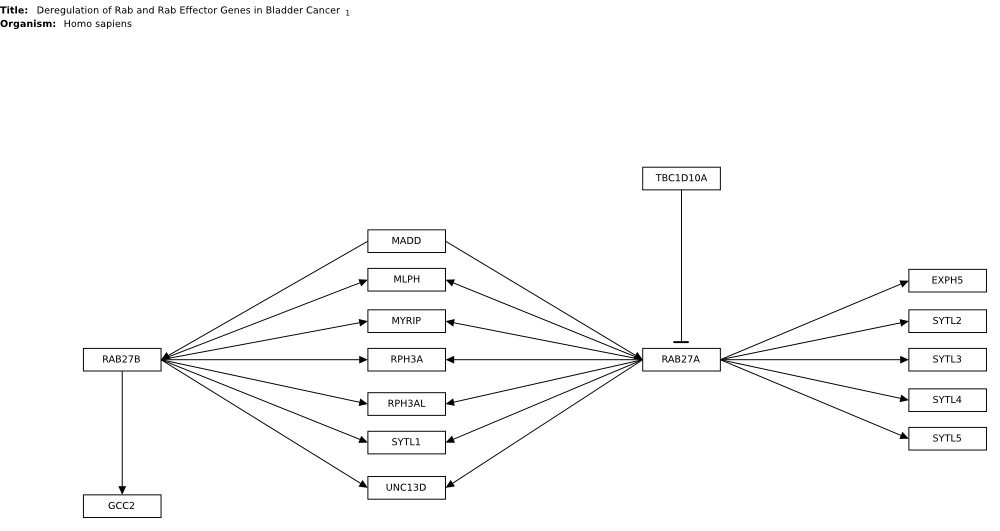 Title: Deregulation of Rab and Rab Effector Genes in Bladder Cancer 1
Organism: Homo sapiens
TBC1D10A
MADD
MLPH
EXPH5
MYRIP
SYTL2
RAB27B
RPH3A
RAB27A
SYTL3
RPH3AL
SYTL4
SYTL1
SYTL5
UNC13D
GCC2